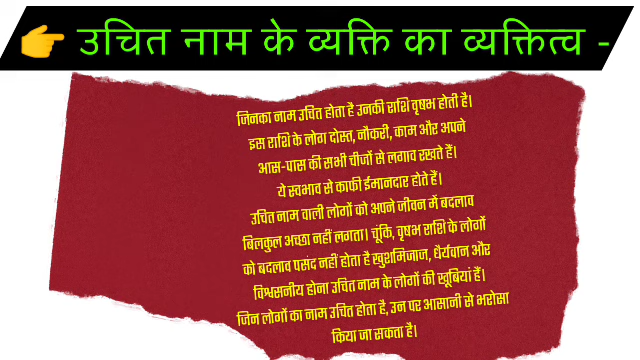 👉 उचित नाम के व्यक्ति का व्यक्तित्व -
जिनका नाम उचित होता है उनकी राशि वृषभ होती है।
इस राशि के लोग दोस्त, नौकरी, काम और अपने
आस-पास की सभी चीजों से लगाव रखते हैं।
ये स्वभाव से काफी ईमानदार होते हैं।
उचित नाम वाली लोगों को अपने जीवन में बदलाव
बिलकुल अच्छा नहीं लगता। चूंकि, वृषभ राशि के लोगों
को बदलाव पसंद नहीं होता है खुशमिजान, धैर्यवान और
विश्वसनीय होना उचित नाम के लोगों की खूबियां हैं।
जिन लोगों का नाम उचित होता है, उन पर आसानी से भरोसा
किया जा सकता है।